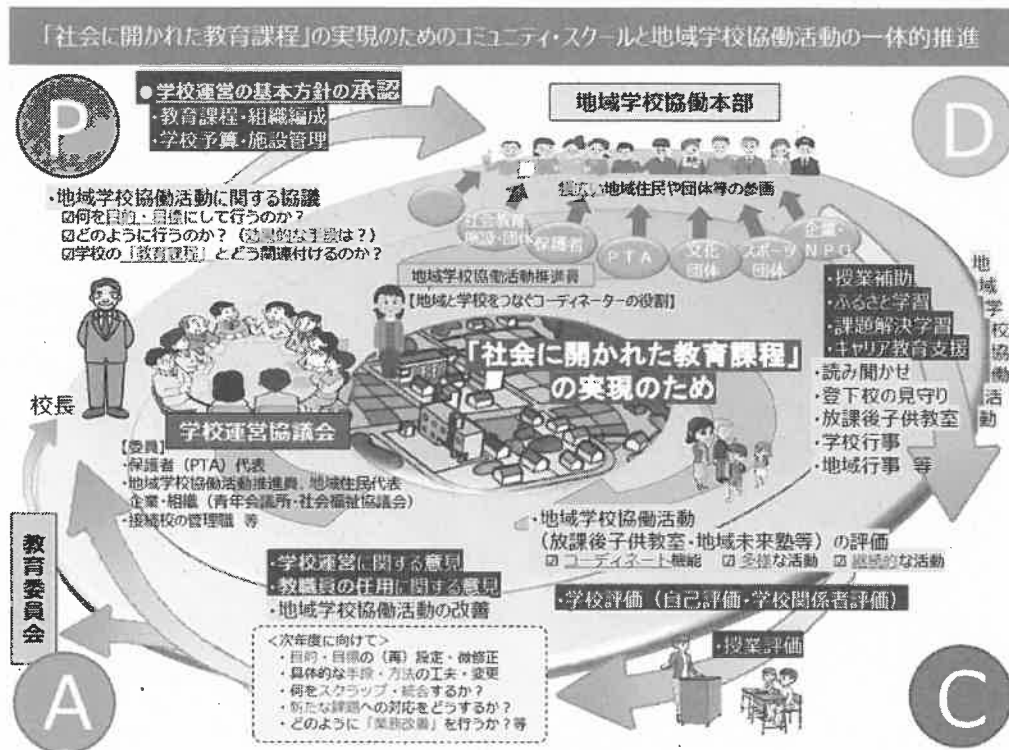 「社会に開かれた教育課程」の実現のためのコミュニティ・スクールと地域学校協働活動の一体的推進
P
●学校運営の基本方針の承認
・教育課程・組織編成
・学校予算・施設管理
・地域学校協働活動に関する協議
☑何を目的・目標にして行うのか?
☑どのように行うのか?(効果的な手段は?)
☑学校の「教育課程」とどう関連付けるのか?
地域学校協働本部
幅広い地域住民や団体等の参画
社会教育
施設・団体
保護者
PTA
文化
団体
スポーツ
団体
企業・
NPO
D
地域学校協働活動推進員
【地域と学校をつなぐコーディネーターの役割】
・授業補助
・ふるさと学習
・課題解決学習
・キャリア教育支援
・読み聞かせ
・登下校の見守り
・放課後子供教室
・学校行事
・地域行事 等
地域学校協働活動
「社会に開かれた教育課程」
の実現のため
校長
学校運営協議会
【委員】
・保護者(PTA)代表
・地域学校協働活動推進員、地域住民代表
企業・組織(青年会議所・社会福祉協議会)
・接続校の管理職 等
・地域学校協働活動
(放課後子供教室・地域未来塾等)の評価
☑ コーディネート機能 ☑ 多様な活動 ☑ 継続的な活動
・学校評価(自己評価・学校関係者評価)
・授業評価
C
・学校運営に関する意見
・教職員の任用に関する意見
・地域学校協働活動の改善
<次年度に向けて>
・目的・目標の(再)設定・微修正
・具体的な手段・方法の工夫・変更
・何をスクラップ・統合するか?
・新たな課題への対応をどうするか?
・どのように「業務改善」を行うか?等
教育委員会
A